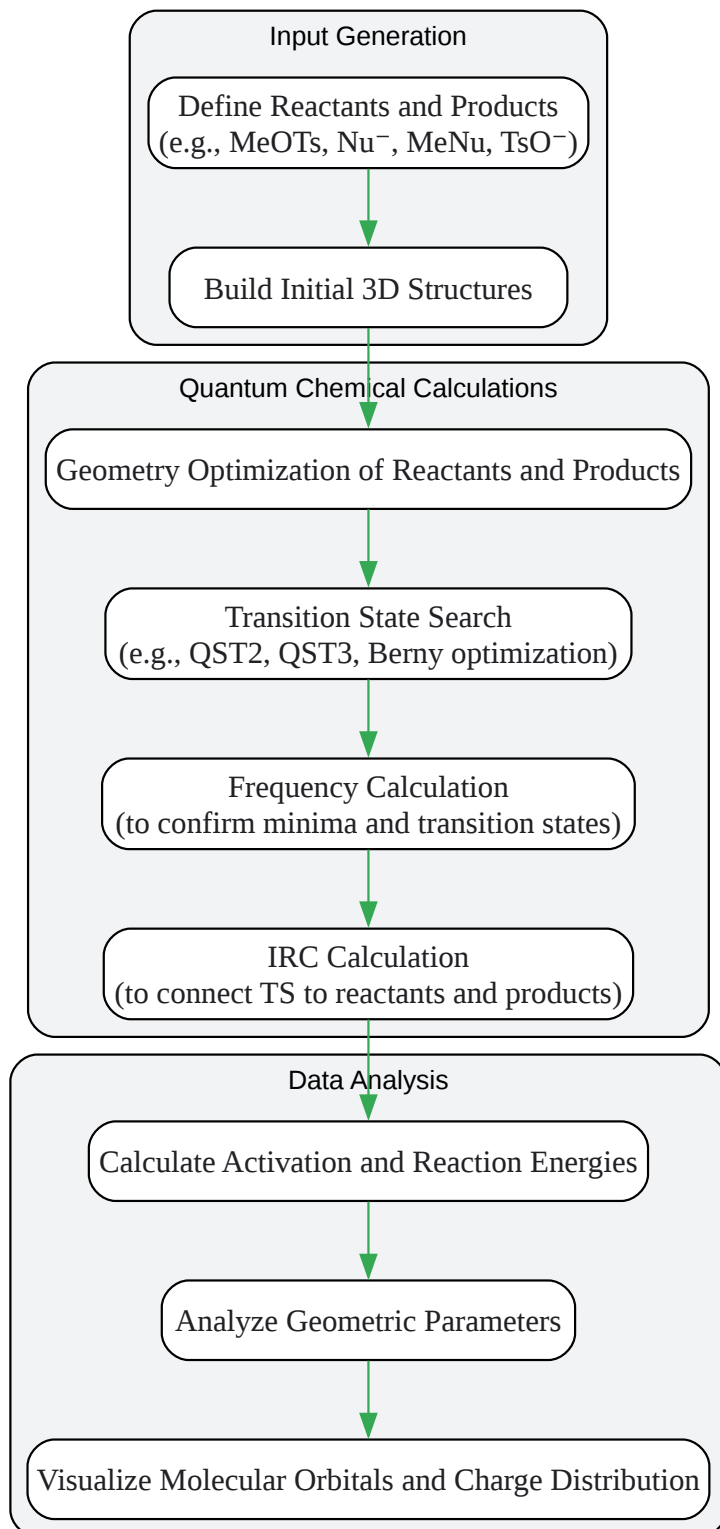 Input Generation
Define Reactants and Products
(e.g., MeOTs, Nu⁻, MeNu, TsO⁻)
Build Initial 3D Structures
Quantum Chemical Calculations
Geometry Optimization of Reactants and Products
Transition State Search
(e.g., QST2, QST3, Berny optimization)
Frequency Calculation
(to confirm minima and transition states)
IRC Calculation
(to connect TS to reactants and products)
Data Analysis
Calculate Activation and Reaction Energies
Analyze Geometric Parameters
Visualize Molecular Orbitals and Charge Distribution